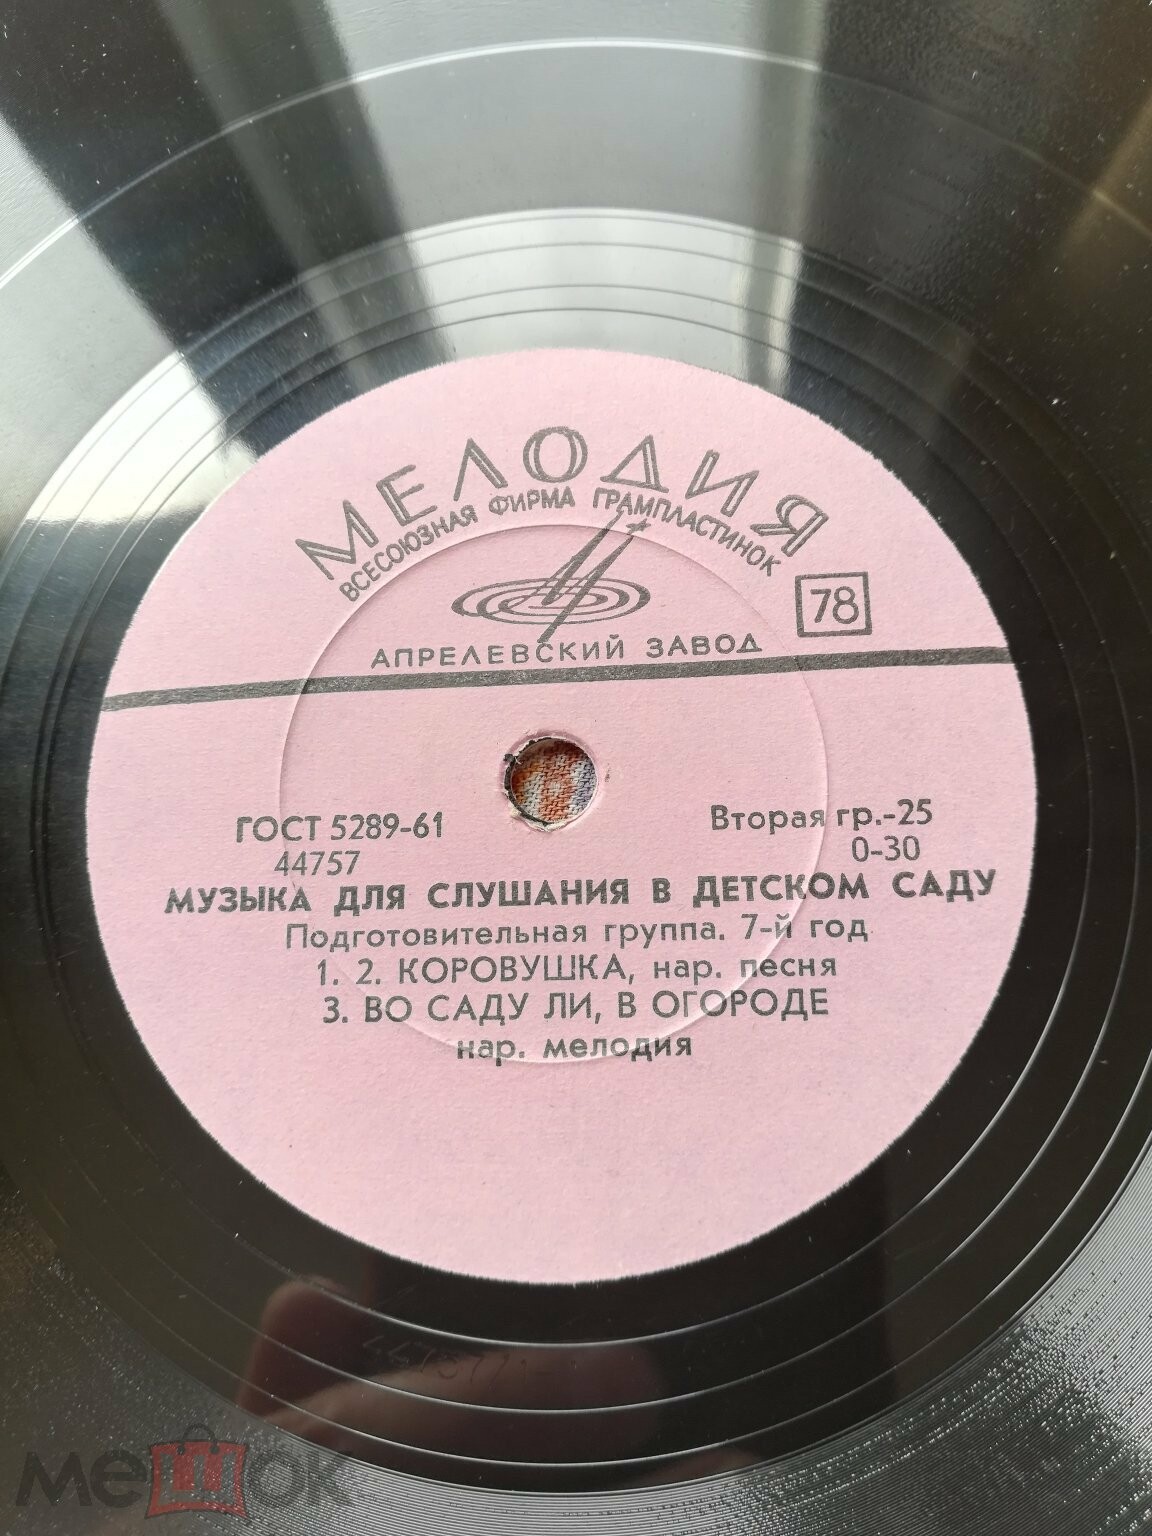 МЕЛОДИЯ
ВСЕСОЮЗНАЯ ФИРМА ГРАМПЛАСТИНОК
78
АПРЕЛЕВСКИЙ ЗАВОД
ГОСТ 5289-61
Вторая гр.-25
44757
0-30
МУЗЫКА ДЛЯ СЛУШАНИЯ В ДЕТСКОМ САДУ
Подготовительная группа. 7-й год
1. 2. КОРОВУШКА, нар. песня
3. ВО САДУ ЛИ, В ОГОРОДЕ
нар. мелодия
мешок